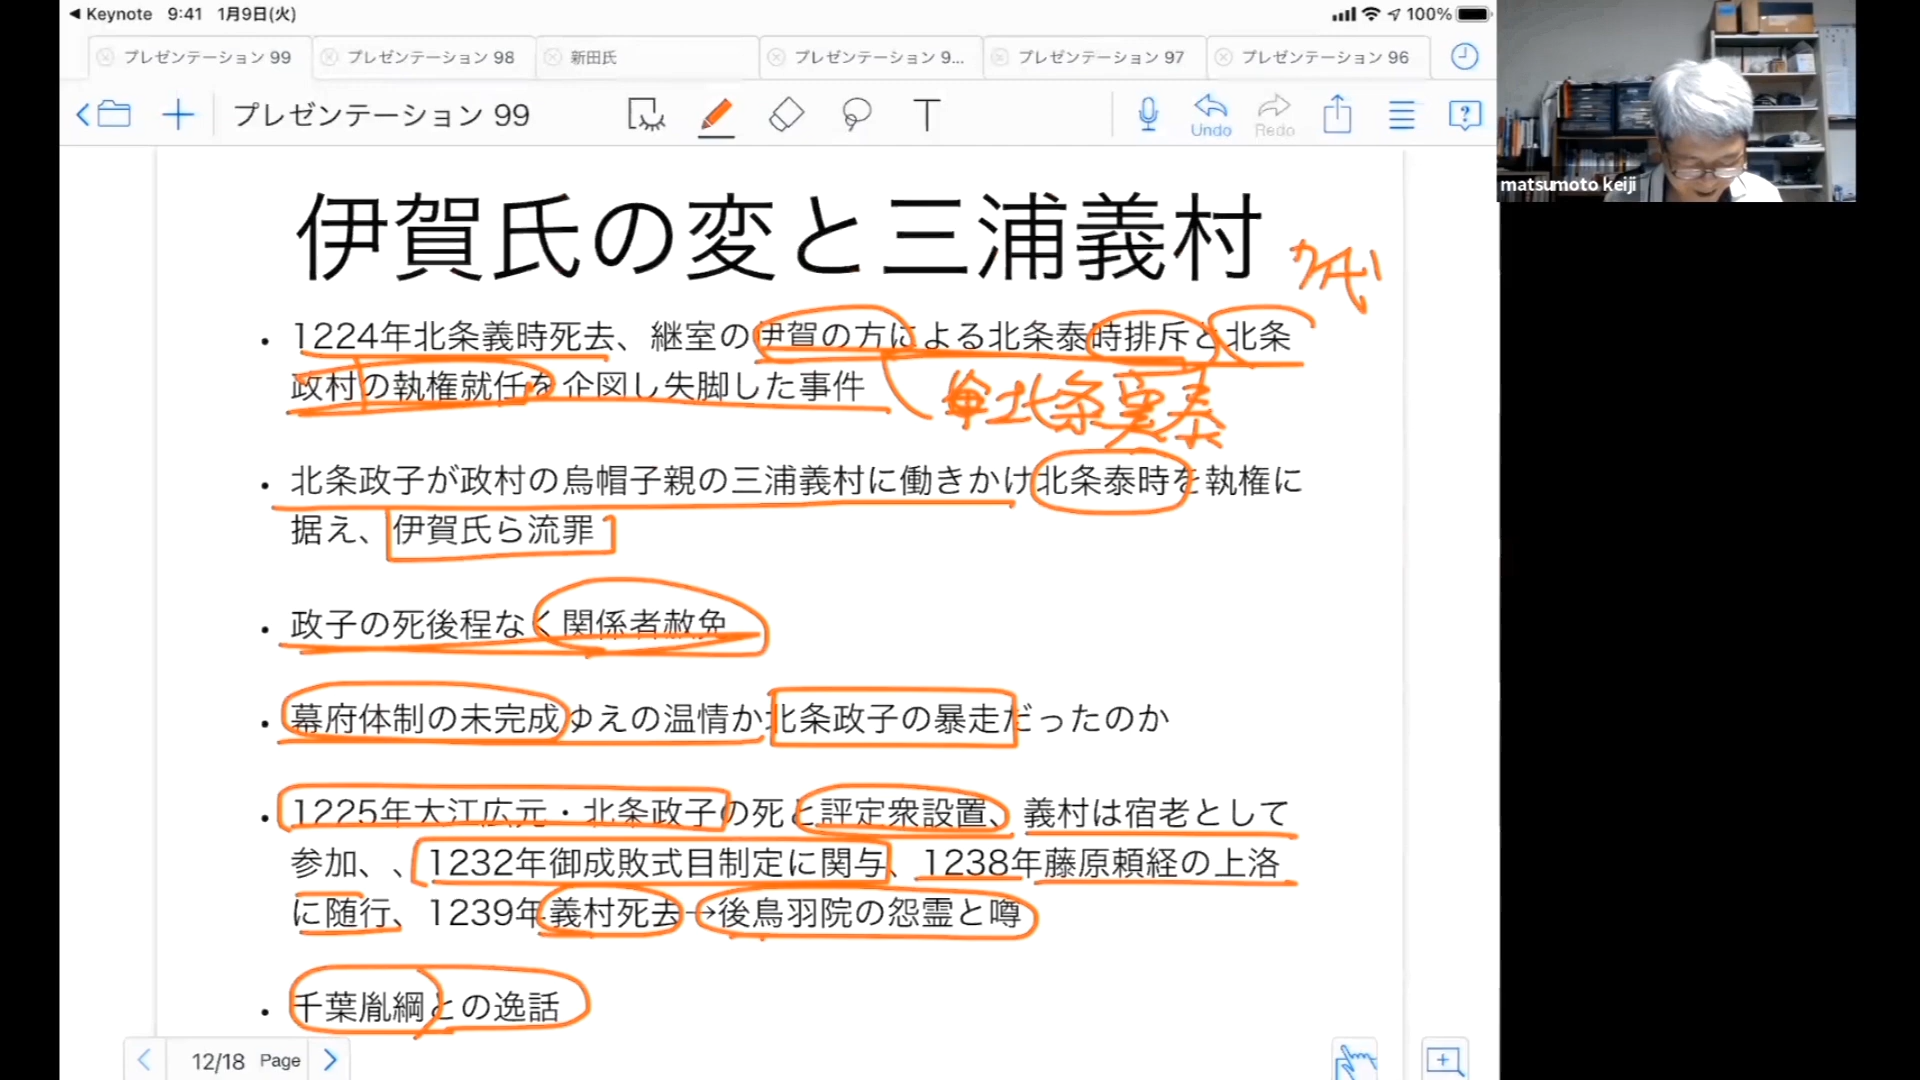 Keynote 9:41 1月9日(火)
100%
プレゼンテーション 99
プレゼンテーション 98
新田氏
プレゼンテーション 9...
プレゼンテーション 97
プレゼンテーション 96
プレゼンテーション 99
T
Undo
Redo
matsumoto keiji
伊賀氏の変と三浦義村
・1224年北条義時死去、継室の伊賀の方による北条泰時排斥と北条
政村の執権就任を企図し失脚した事件
北条実泰
・北条政子が政村の烏帽子親の三浦義村に働きかけ北条泰時を執権に
据え、伊賀氏ら流罪
・政子の死後程なく関係者赦免
・幕府体制の未完成ゆえの温情か北条政子の暴走だったのか
・1225年大江広元・北条政子の死と評定衆設置、義村は宿老として
参加、、1232年御成敗式目制定に関与、1238年藤原頼経の上洛
に随行、1239年義村死去→後鳥羽院の怨霊と噂
・千葉胤綱との逸話
12/18 Page